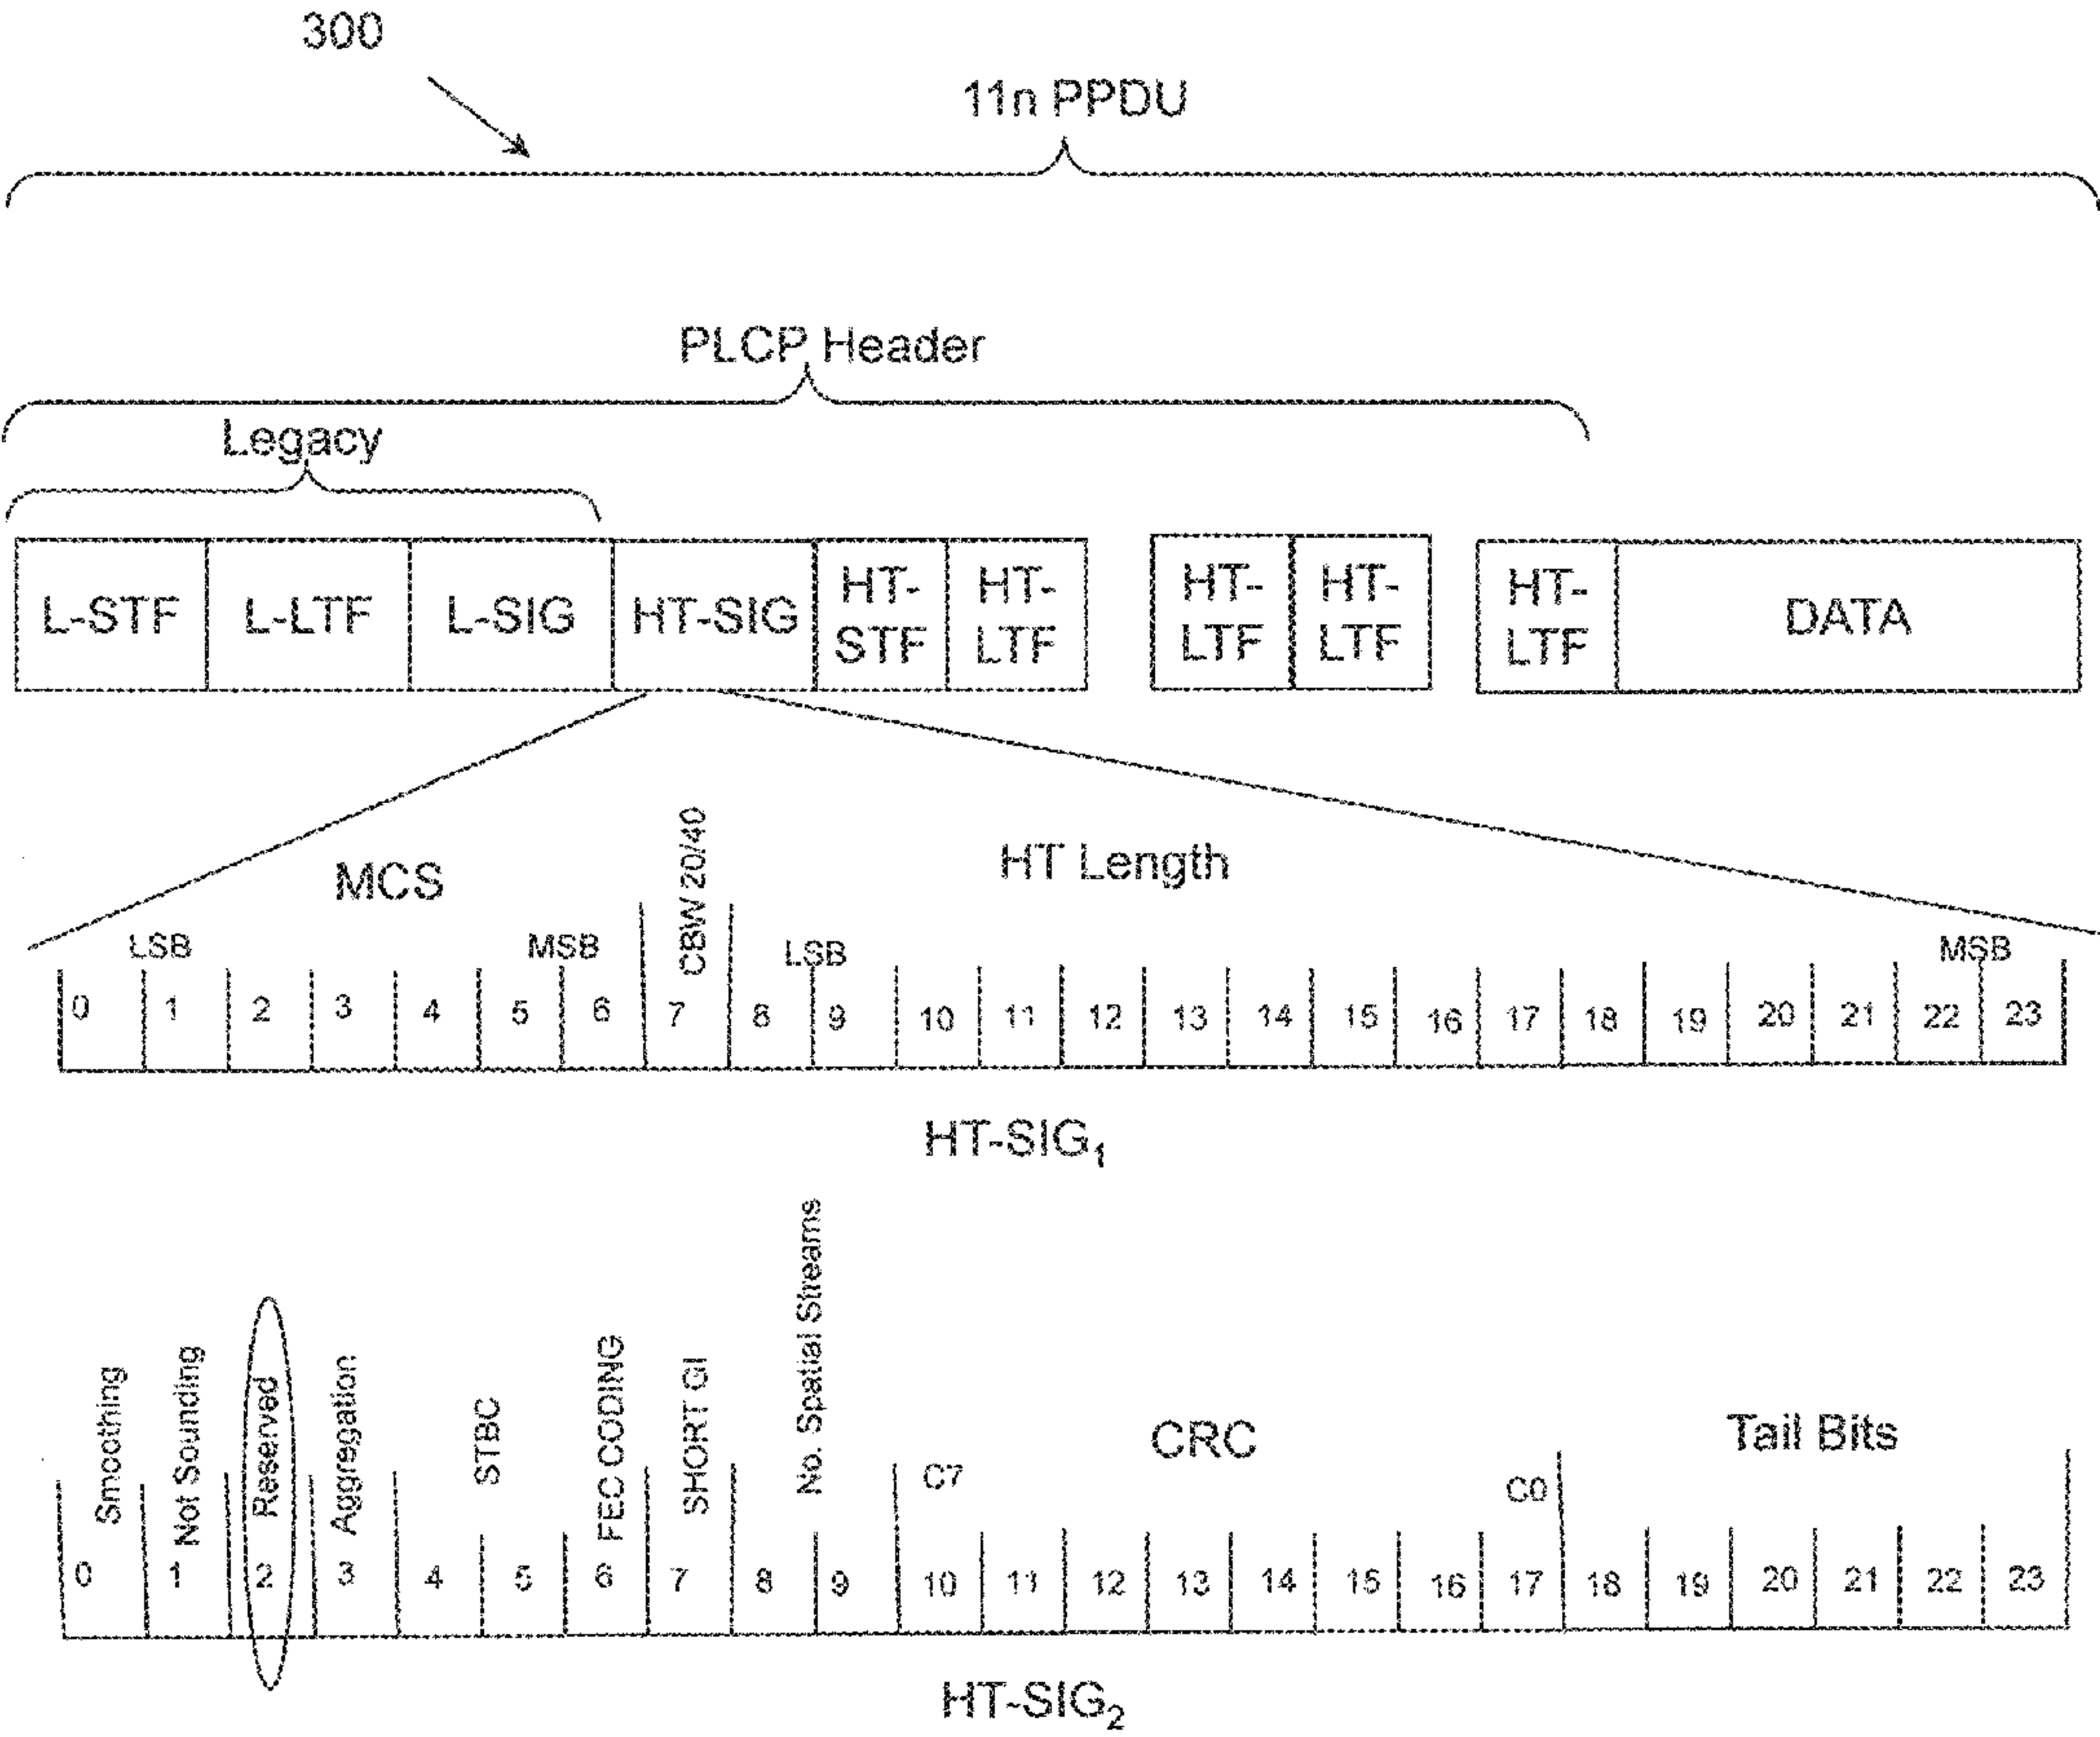 300
11n PPDU
PLCP Header
Legacy
L-STF L-LTF L-SIG HT-SIG HT-STF HT-LTF HT-LTF HT-LTF HT-LTF DATA
MCS CBW 20/40 HT Length
LSB MSB LSB MSB
0 1 2 3 4 5 6 7 8 9 10 11 12 13 14 15 16 17 18 19 20 21 22 23
HT-SIG1
Smoothing Not Sounding Reserved Aggregation STBC FEC CODING SHORT GI No. Spatial Streams CRC Tail Bits
C7 C0
0 1 2 3 4 5 6 7 8 9 10 11 12 13 14 15 16 17 18 19 20 21 22 23
HT-SIG2